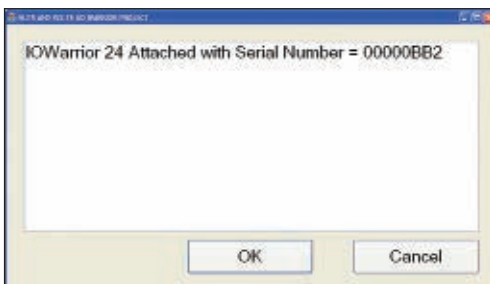 IOWarrior 24 Attached with Serial Number = 00000BB2
OK
Cancel